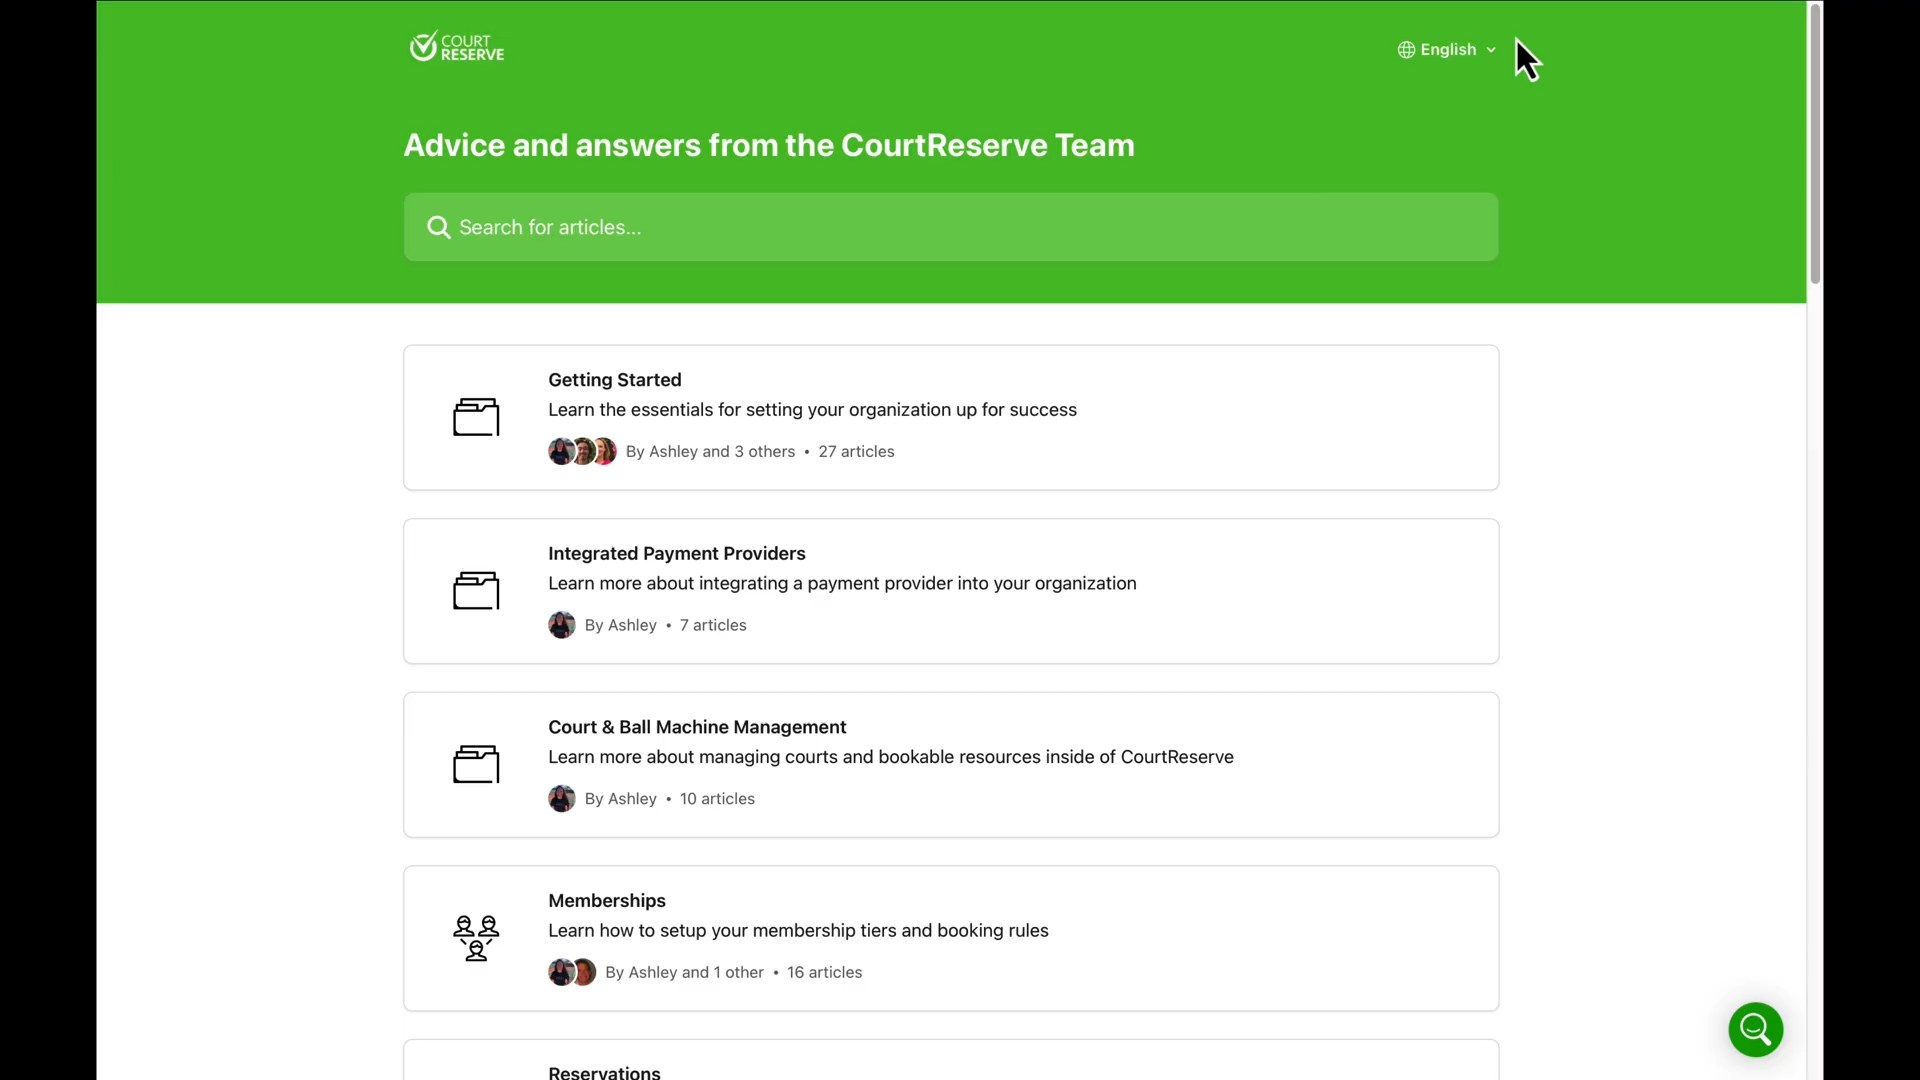 COURT
RESERVE
English
Advice and answers from the CourtReserve Team
Search for articles...
Getting Started
Learn the essentials for setting your organization up for success
By Ashley and 3 others • 27 articles
Integrated Payment Providers
Learn more about integrating a payment provider into your organization
By Ashley • 7 articles
Court & Ball Machine Management
Learn more about managing courts and bookable resources inside of CourtReserve
By Ashley • 10 articles
Memberships
Learn how to setup your membership tiers and booking rules
By Ashley and 1 other • 16 articles
Reservations